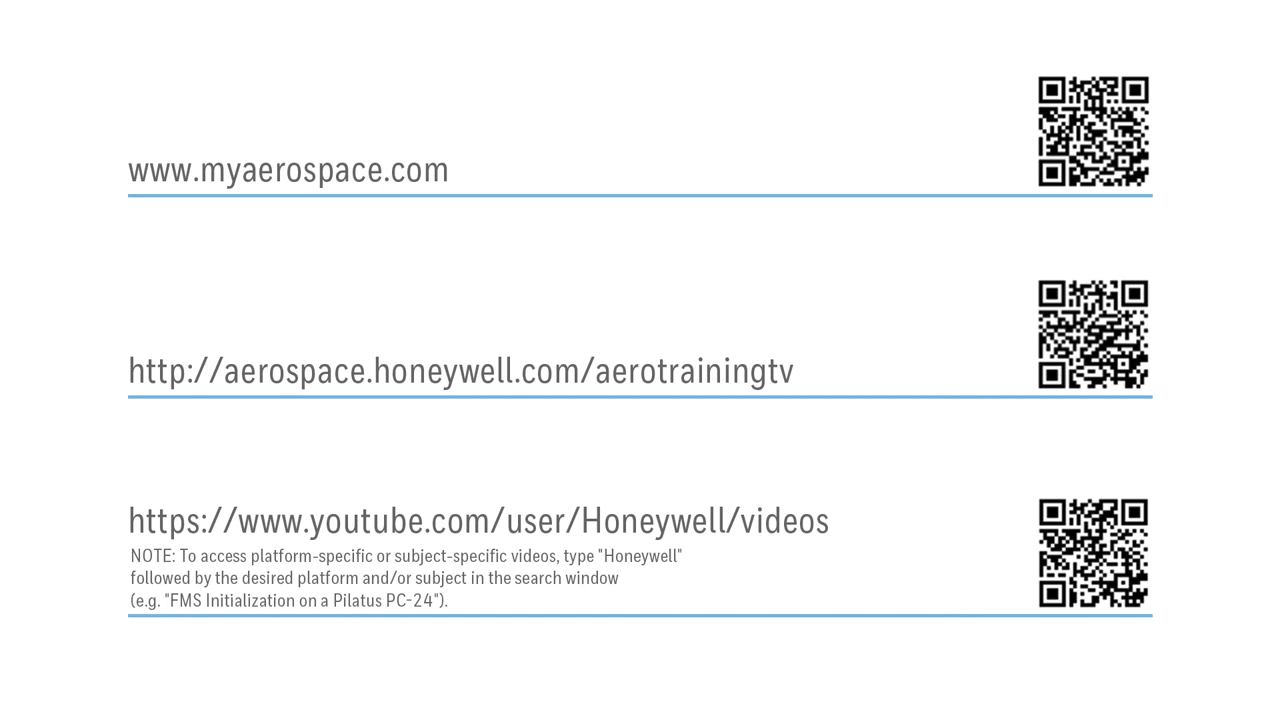 www.myaerospace.com
http://aerospace.honeywell.com/aerotrainingtv
https://www.youtube.com/user/Honeywell/videos
NOTE: To access platform-specific or subject-specific videos, type "Honeywell"
followed by the desired platform and/or subject in the search window
(e.g. "FMS Initialization on a Pilatus PC-24").